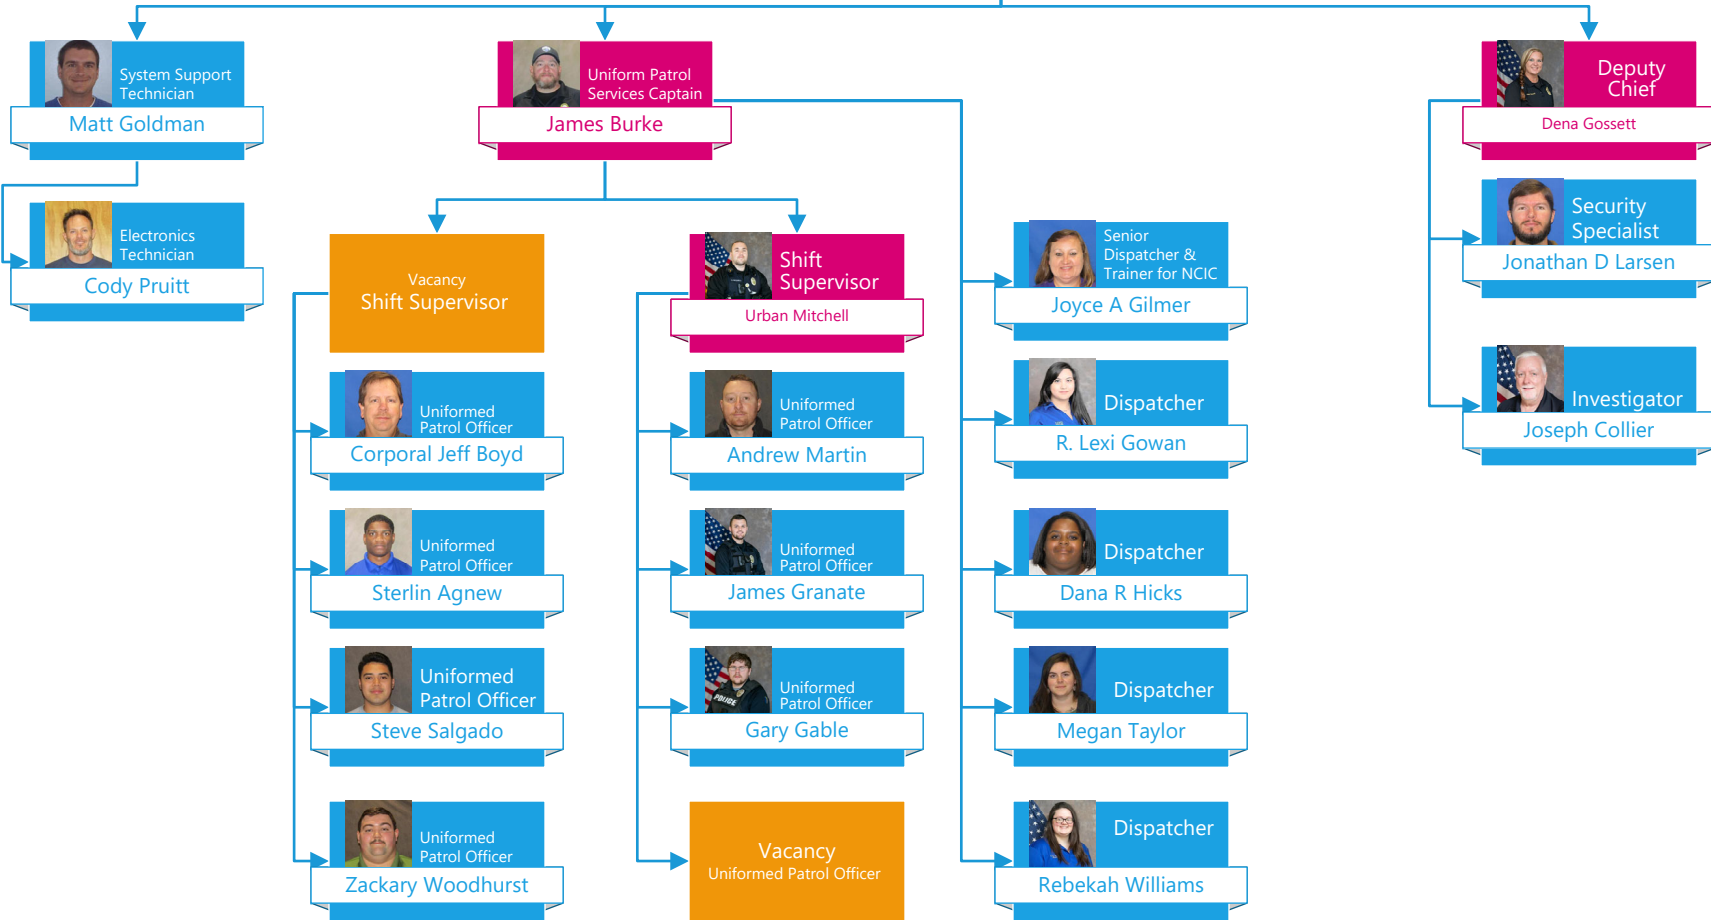 System Support
Technician
Matt Goldman
Electronics
Technician
Cody Pruitt
Uniform Patrol
Services Captain
James Burke
Vacancy
Shift Supervisor
Uniformed
Patrol Officer
Corporal Jeff Boyd
Uniformed
Patrol Officer
Sterlin Agnew
Uniformed
Patrol Officer
Steve Salgado
Uniformed
Patrol Officer
Zackary Woodhurst
Shift
Supervisor
Urban Mitchell
Uniformed
Patrol Officer
Andrew Martin
Uniformed
Patrol Officer
James Granate
POLICE
Uniformed
Patrol Officer
Gary Gable
Vacancy
Uniformed Patrol Officer
Senior
Dispatcher &
Trainer for NCIC
Joyce A Gilmer
Dispatcher
R. Lexi Gowan
Dispatcher
Dana R Hicks
Dispatcher
Megan Taylor
Dispatcher
Rebekah Williams
Deputy
Chief
Dena Gossett
Security
Specialist
Jonathan D Larsen
Investigator
Joseph Collier